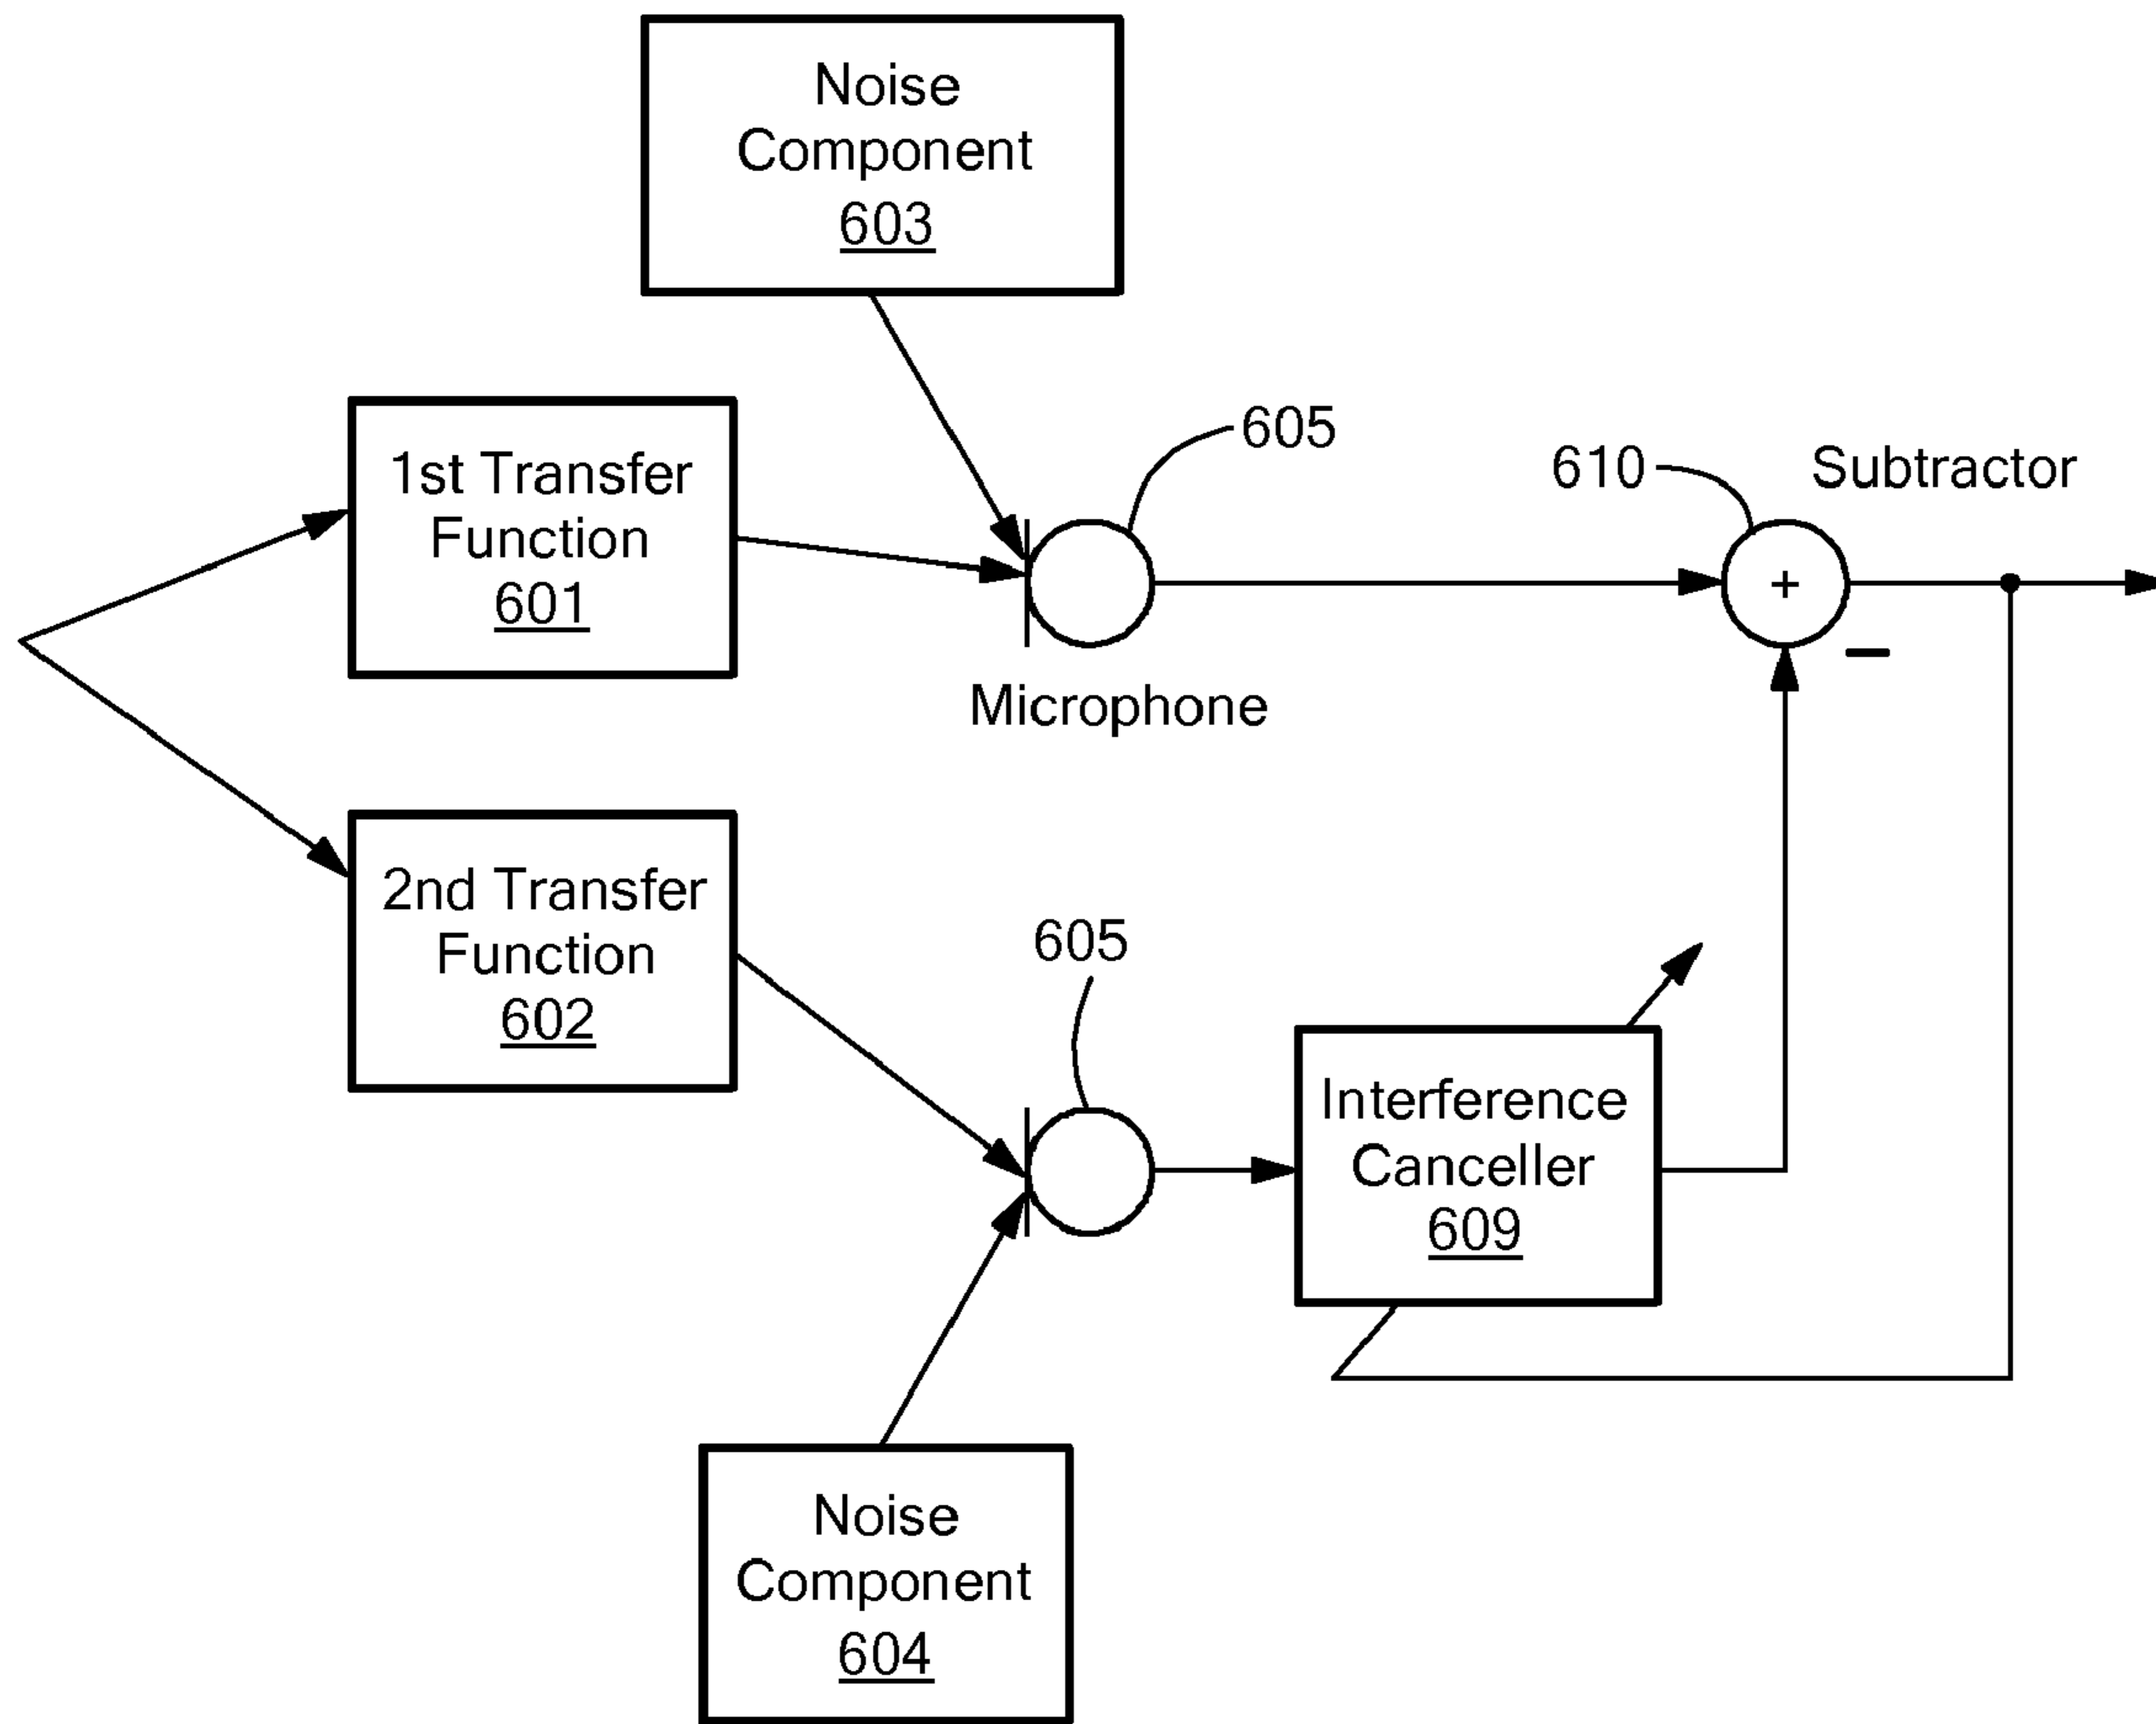 Noise
Component
603
1st Transfer
Function
601
605
610
Subtractor
+
−
Microphone
2nd Transfer
Function
602
605
Interference
Canceller
609
Noise
Component
604